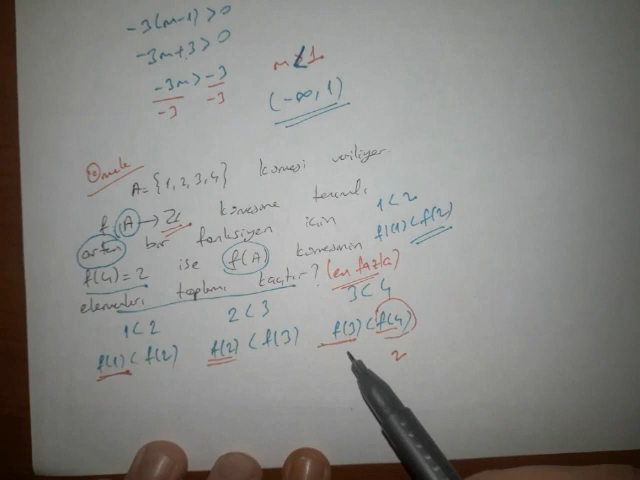 -3(m-1) > 0
-3m+3 > 0
-3m > -3
-3 -3
m < 1
(-∞, 1)
Örnek
A = {1, 2, 3, 4} kümesi veriliyor.
f: A → Z kümesine tanımlı
artan bir fonksiyon için
1 < 2
f(1) < f(2)
f(4) = 2 ise f(A) kümesinin
elemanları toplamı kaçtır? (en fazla)
1 < 2 2 < 3 3 < 4
f(1) < f(2) f(2) < f(3) f(3) < f(4)
2